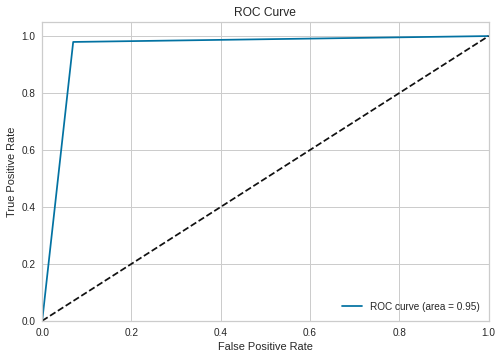 ROC Curve
True Positive Rate
1.0
0.8
0.6
0.4
0.2
0.0
0.0 0.2 0.4 0.6 0.8 1.0
False Positive Rate
ROC curve (area = 0.95)